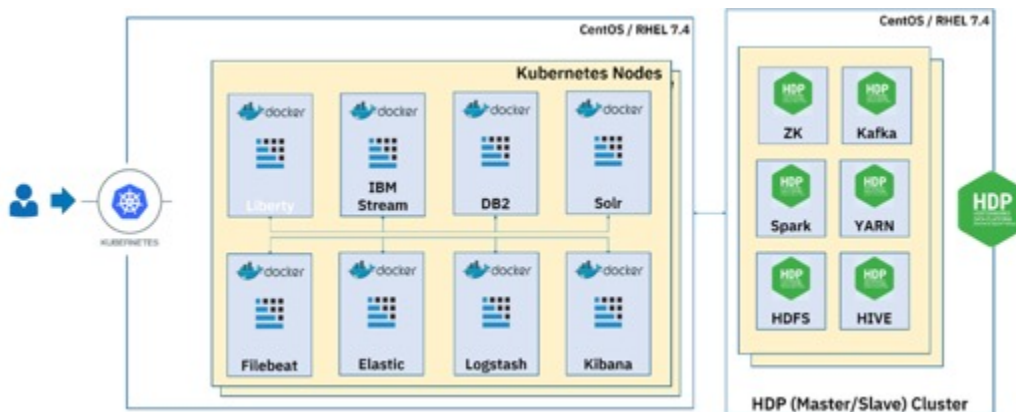 CentOS / RHEL 7.4
Kubernetes Nodes
docker
Liberty
docker
IBM
Stream
docker
DB2
docker
Solr
docker
Filebeat
docker
Elastic
docker
Logstash
docker
Kibana
KUBERNETES
CentOS / RHEL 7.4
HDP
ZK
HDP
Kafka
HDP
Spark
HDP
YARN
HDP
HDFS
HDP
HIVE
HDP
HDP (Master/Slave) Cluster